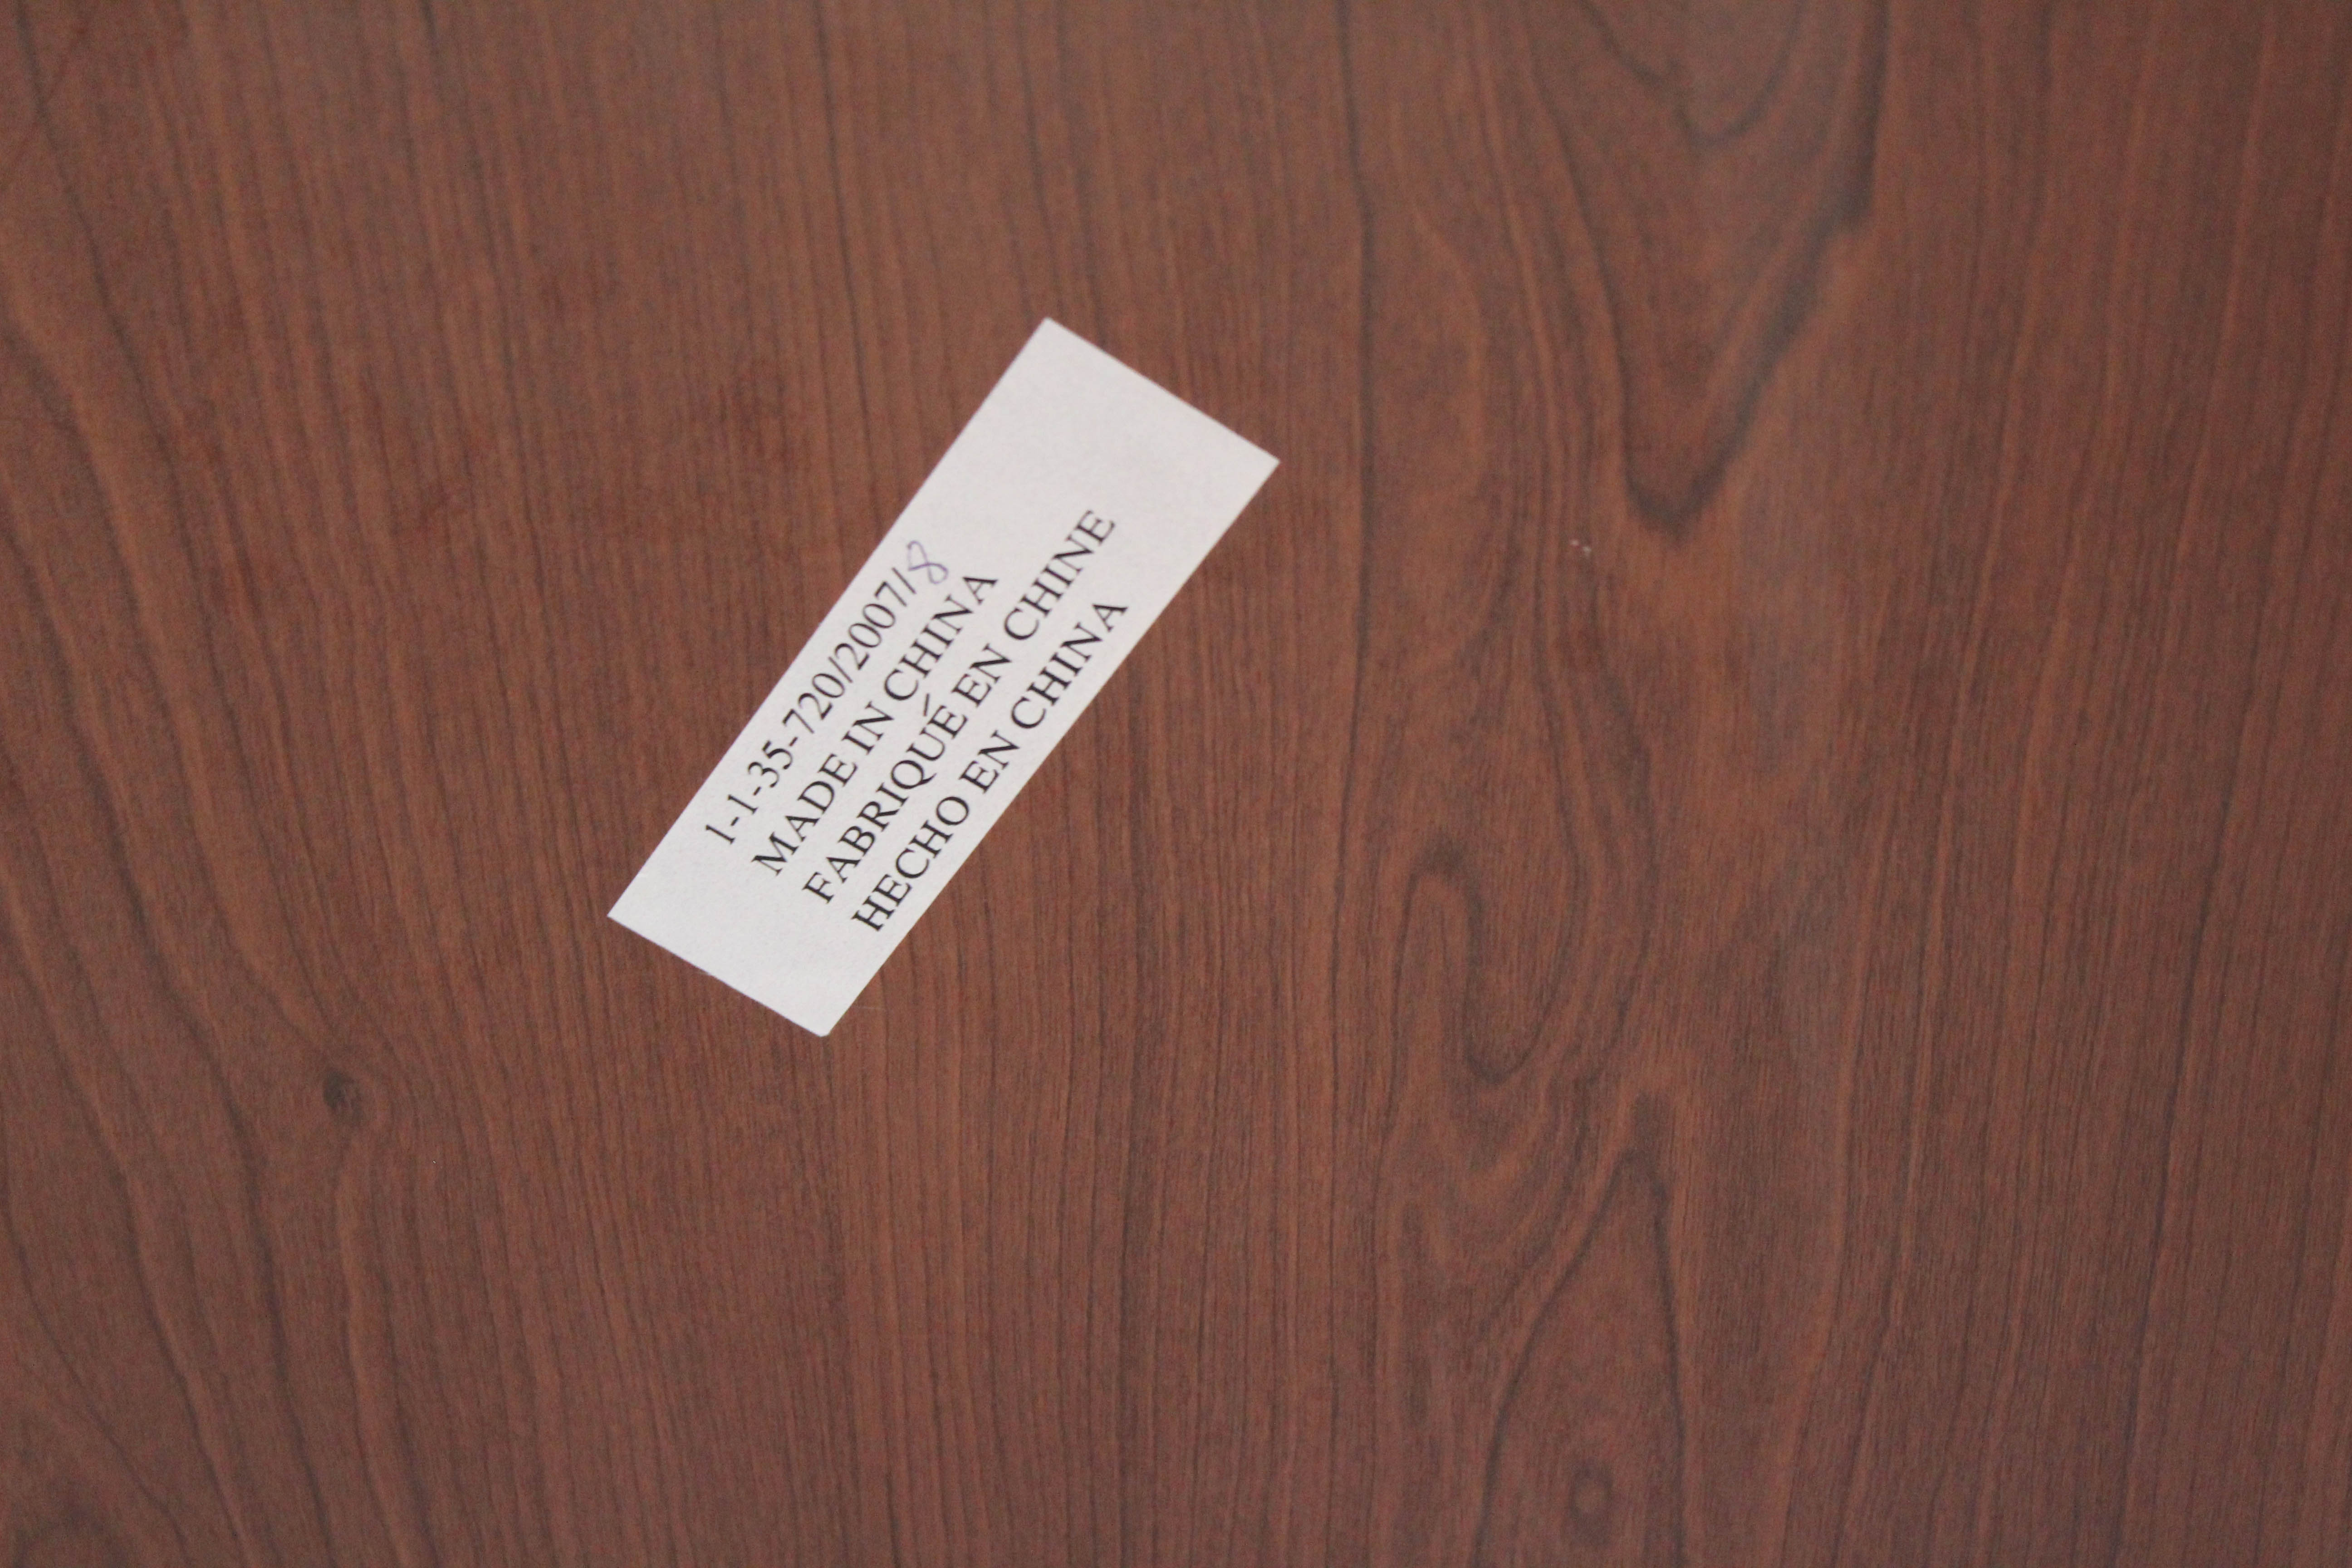 1-1-35-720/2007/8
MADE IN CHINA
FABRIQUÉ EN CHINE
HECHO EN CHINA